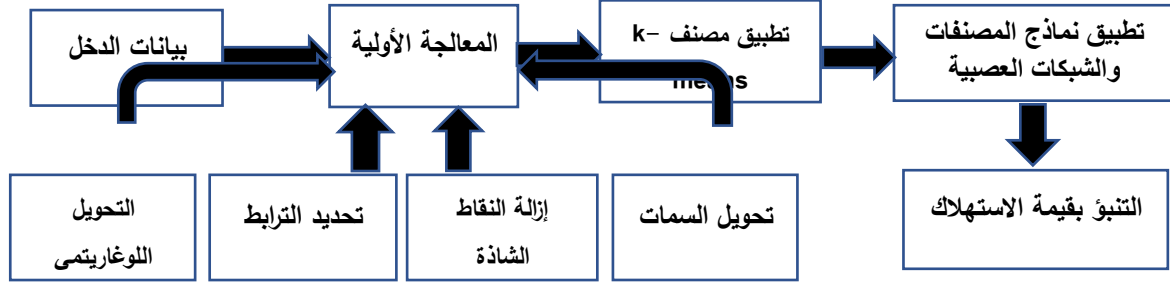 بيانات الدخل
المعالجة الأولية
تطبيق مصنف k-
means
تطبيق نماذج المصنفات
والشبكات العصبية
التحويل
اللوغاريتمى
تحديد الترابط
إزالة النقاط
الشاذة
تحويل السمات
التنبؤ بقيمة الاستهلاك